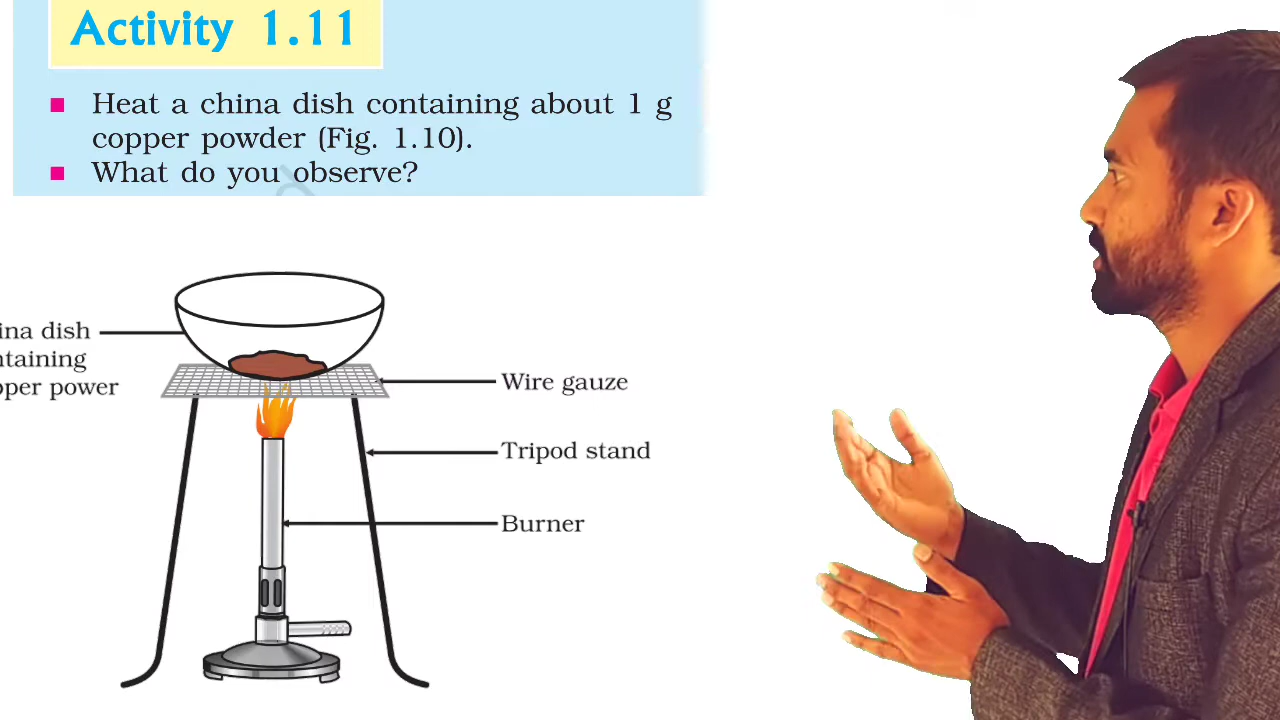 Activity 1.11
Heat a china dish containing about 1 g
copper powder (Fig. 1.10).
What do you observe?
ina dish
ntaining
pper power
Wire gauze
Tripod stand
Burner